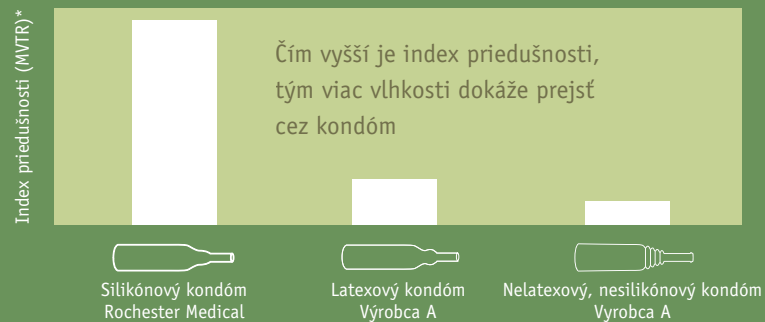 Index priedušnosti (MVTR)*
Čím vyšší je index priedušnosti,
tým viac vlhkosti dokáže prejsť
cez kondóm
Silikónový kondóm
Rochester Medical
Latexový kondóm
Výrobca A
Nelatexový, nesilikónový kondóm
Vyrobca A